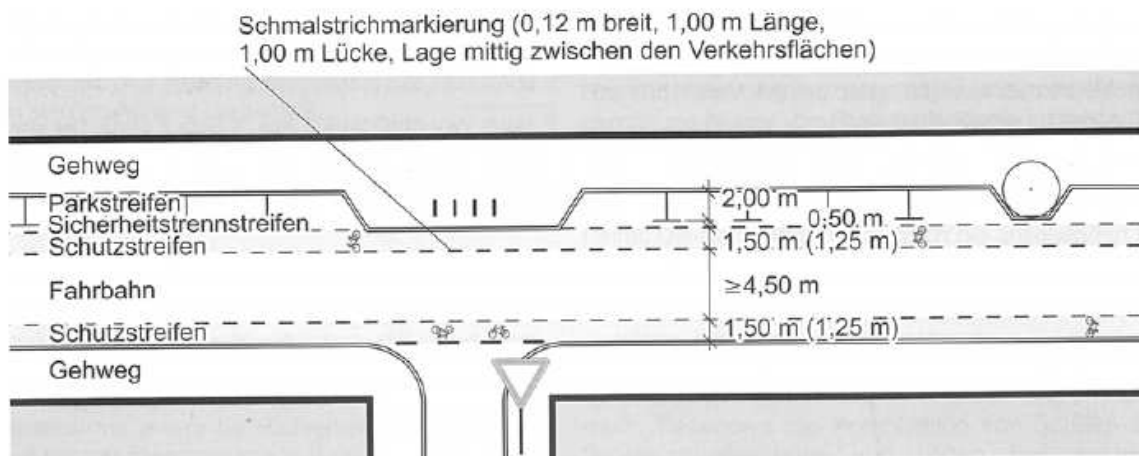 Schmalstrichmarkierung (0,12 m breit, 1,00 m Länge,
1,00 m Lücke, Lage mittig zwischen den Verkehrsflächen)
Gehweg
Parkstreifen
2,00 m
Sicherheitstrennstreifen
0,50 m
Schutzstreifen
1,50 m (1,25 m)
Fahrbahn
≥4,50 m
Schutzstreifen
1,50 m (1,25 m)
Gehweg